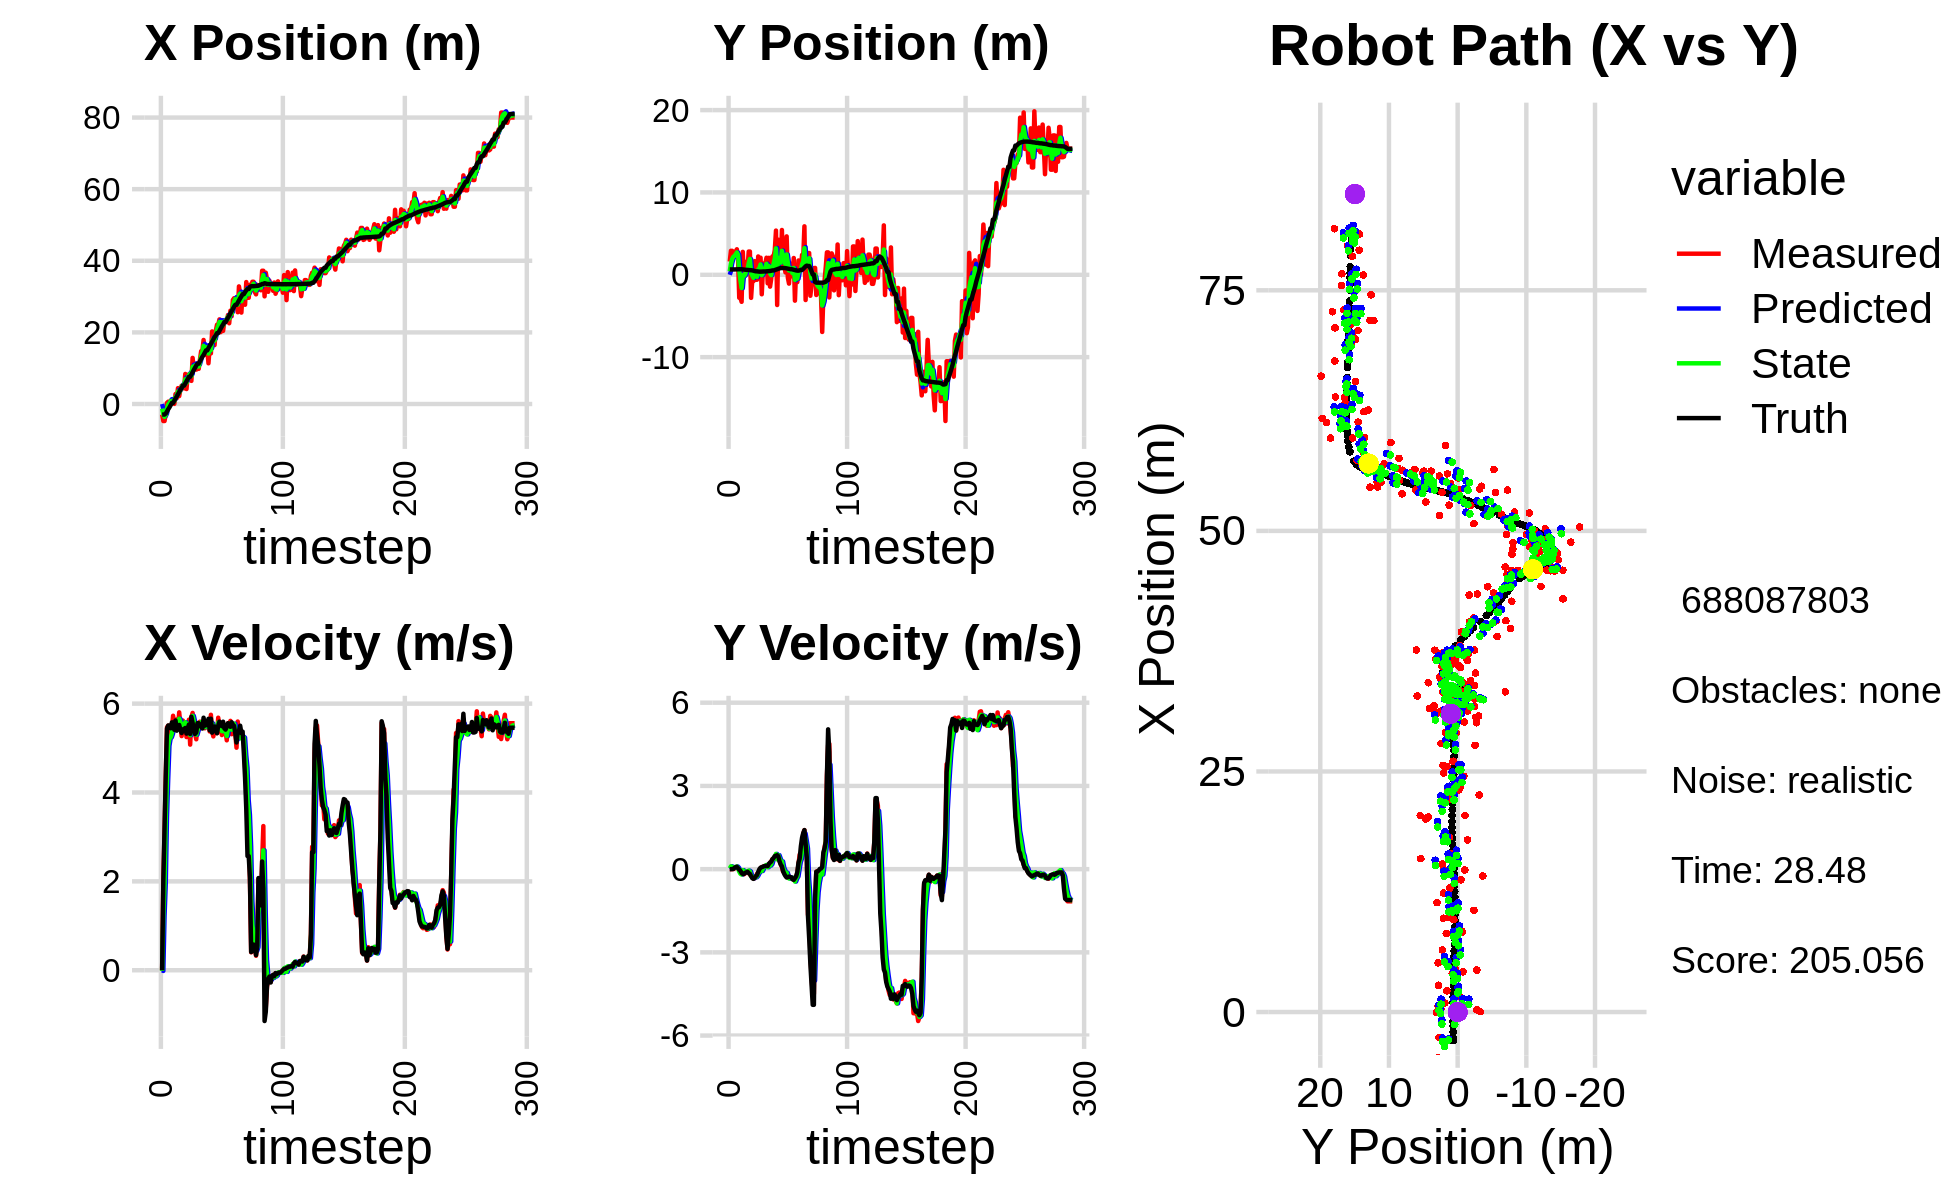 X Position (m)
80
60
40
20
0
0
100
200
300
timestep
Y Position (m)
20
10
0
-10
0
100
200
300
timestep
X Velocity (m/s)
6
4
2
0
0
100
200
300
timestep
Y Velocity (m/s)
6
3
0
-3
-6
0
100
200
300
timestep
Robot Path (X vs Y)
X Position (m)
75
50
25
0
20 10 0 -10 -20
Y Position (m)
variable
Measured
Predicted
State
Truth
688087803
Obstacles: none
Noise: realistic
Time: 28.48
Score: 205.056